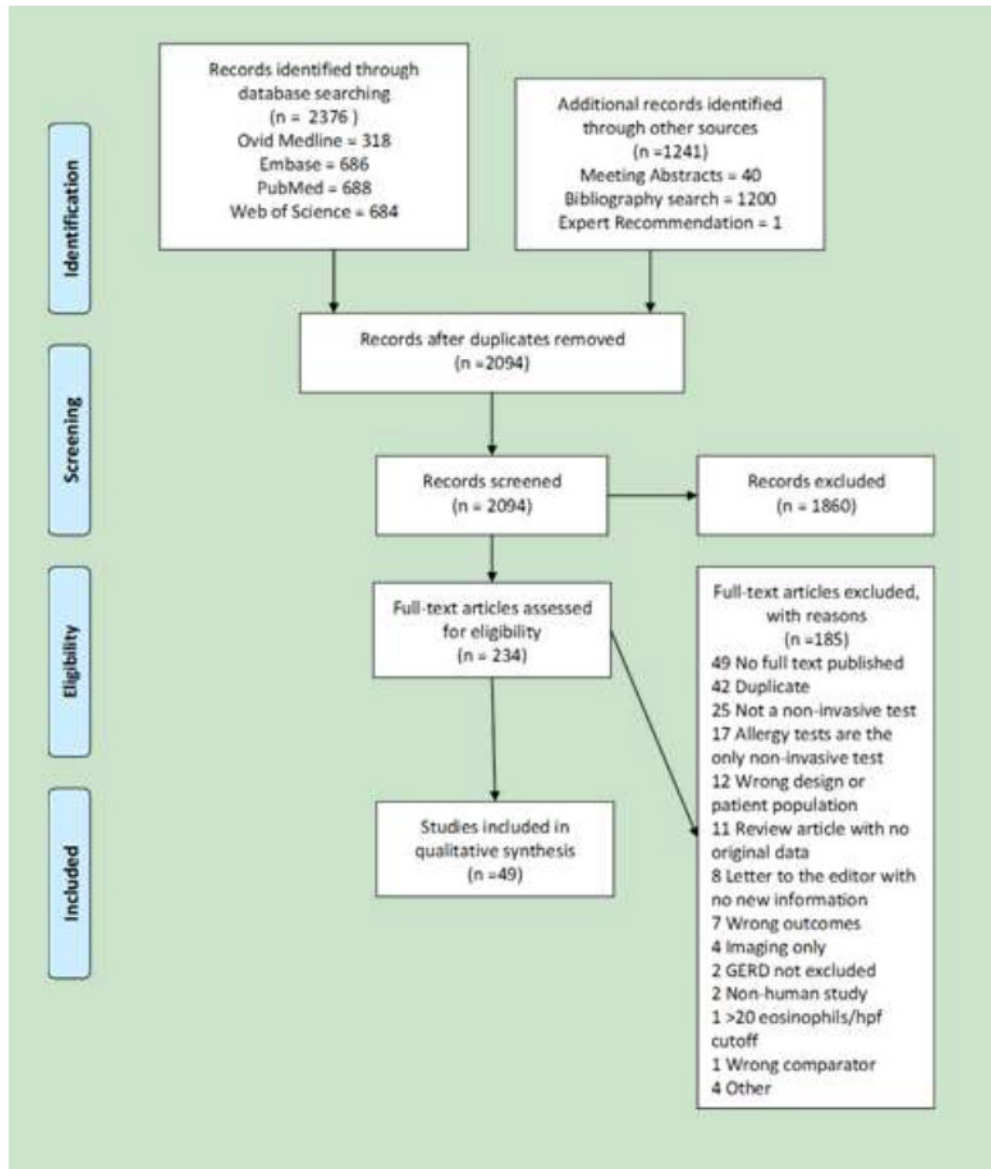 Records identified through
database searching
(n = 2376 )
Ovid Medline = 318
Embase = 686
PubMed = 688
Web of Science = 684
Additional records identified
through other sources
(n =1241)
Meeting Abstracts = 40
Bibliography search = 1200
Expert Recommendation = 1
Identification
Records after duplicates removed
(n =2094)
Screening
Records screened
(n = 2094)
Records excluded
(n = 1860)
Eligibility
Full-text articles assessed
for eligibility
(n = 234)
Full-text articles excluded,
with reasons
(n =185)
49 No full text published
42 Duplicate
25 Not a non-invasive test
17 Allergy tests are the
only non-invasive test
12 Wrong design or
patient population
11 Review article with no
original data
8 Letter to the editor with
no new information
7 Wrong outcomes
4 Imaging only
2 GERD not excluded
2 Non-human study
1 >20 eosinophils/hpf
cutoff
1 Wrong comparator
4 Other
Included
Studies included in
qualitative synthesis
(n =49)